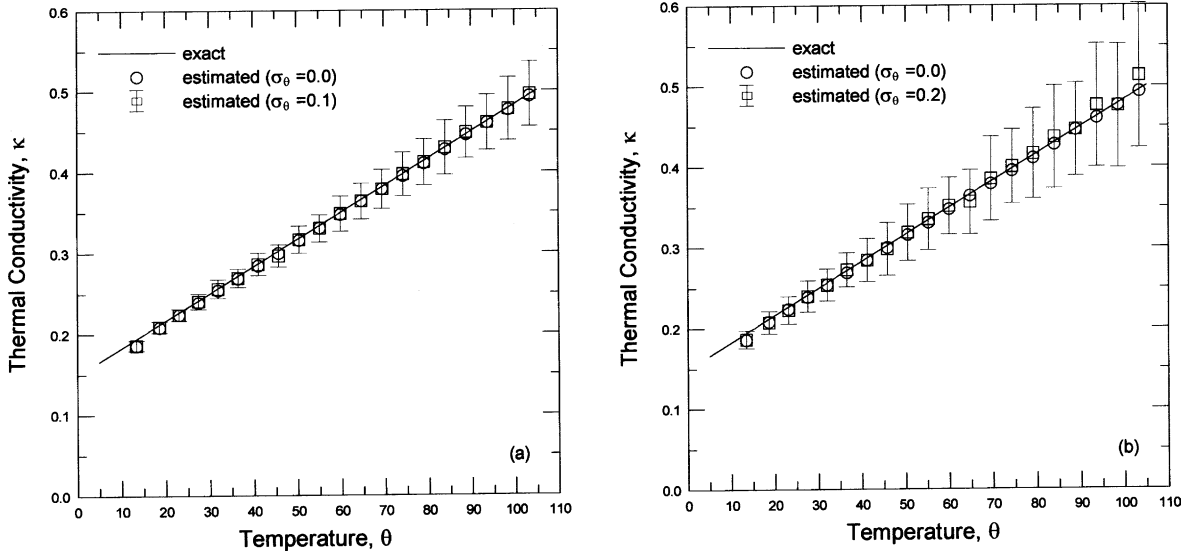 0.6
0.5
0.4
0.3
0.2
0.1
0.0
Thermal Conductivity, κ
exact
estimated (σθ =0.0)
estimated (σθ =0.1)
(a)
0 10 20 30 40 50 60 70 80 90 100 110
Temperature, θ
0.6
0.5
0.4
0.3
0.2
0.1
0.0
Thermal Conductivity, κ
exact
estimated (σθ =0.0)
estimated (σθ =0.2)
(b)
0 10 20 30 40 50 60 70 80 90 100 110
Temperature, θ